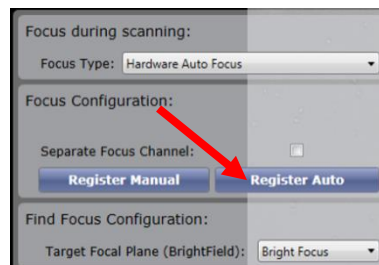 Focus during scanning:
Focus Type: Hardware Auto Focus
Focus Configuration:
Separate Focus Channel:
Register Manual Register Auto
Find Focus Configuration:
Target Focal Plane (BrightField): Bright Focus